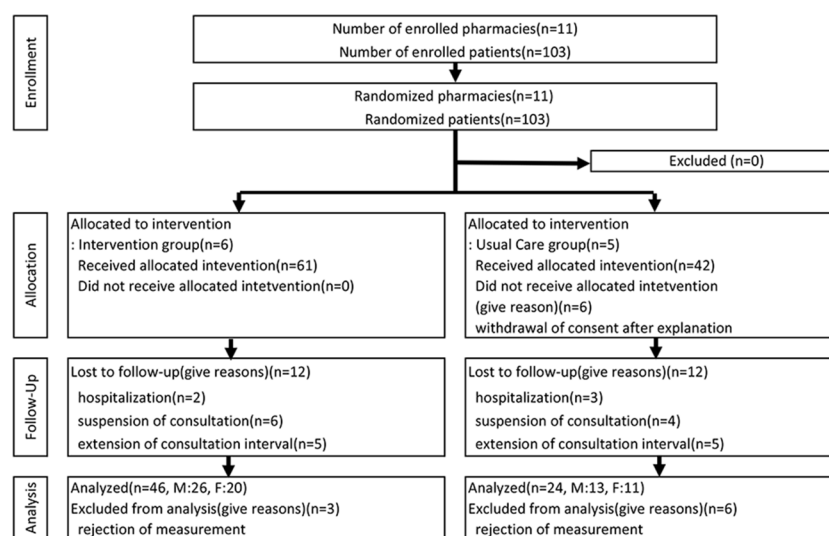 Enrollment
Number of enrolled pharmacies(n=11)
Number of enrolled patients(n=103)
Randomized pharmacies(n=11)
Randomized patients(n=103)
Excluded (n=0)
Allocation
Allocated to intervention
: Intervention group(n=6)
Received allocated intevention(n=61)
Did not receive allocated intetvention(n=0)
Allocated to intervention
: Usual Care group(n=5)
Received allocated intevention(n=42)
Did not receive allocated intetvention
(give reason)(n=6)
withdrawal of consent after explanation
Follow-Up
Lost to follow-up(give reasons)(n=12)
hospitalization(n=2)
suspension of consultation(n=6)
extension of consultation interval(n=5)
Lost to follow-up(give reasons)(n=12)
hospitalization(n=3)
suspension of consultation(n=4)
extension of consultation interval(n=5)
Analysis
Analyzed(n=46, M:26, F:20)
Excluded from analysis(give reasons)(n=3)
rejection of measurement
Analyzed(n=24, M:13, F:11)
Excluded from analysis(give reasons)(n=6)
rejection of measurement